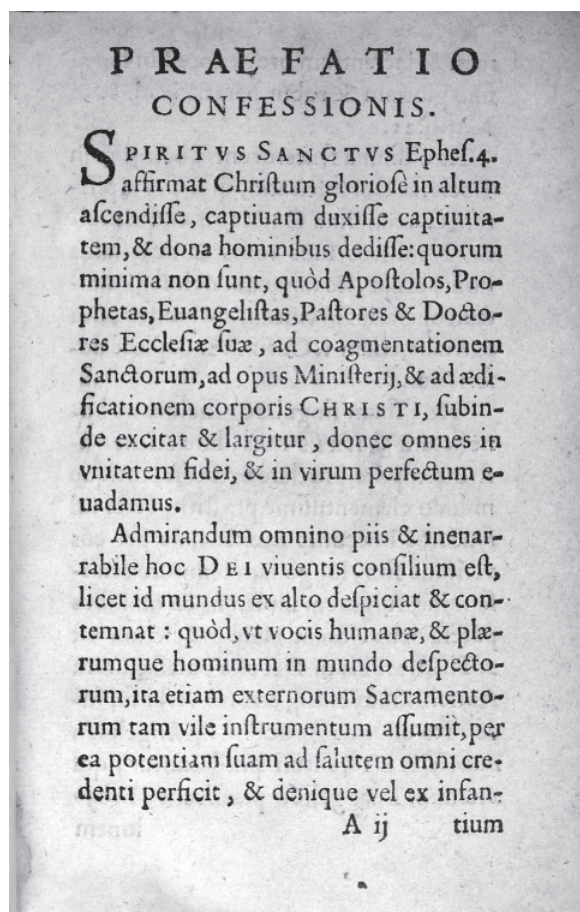 PRAEFATIO
CONFESSIONIS.
SPIRITVS SANCTVS Epheſ.4.
affirmat Chriſtum glorioſè in altum
aſcendiſſe, captiuam duxiſſe captiuita-
tem, & dona hominibus dediſſe: quorum
minima non ſunt, quòd Apoſtolos, Pro-
phetas, Euangeliſtas, Paſtores & Docto-
res Eccleſiæ ſuæ, ad coagmentationem
Sanctorum, ad opus Miniſterij, & ad ædi-
ficationem corporis CHRISTI, ſubin-
de excitat & largitur, donec omnes in
vnitatem fidei, & in virum perfectum e-
uadamus.
Admirandum omnino piis & inenar-
rabile hoc DEI viuentis conſilium eſt,
licet id mundus ex alto deſpiciat & con-
temnat : quòd, vt vocis humanæ, & plæ-
rumque hominum in mundo deſpecto-
rum, ita etiam externorum Sacramento-
rum tam vile inſtrumentum aſſumit, per
ea potentiam ſuam ad ſalutem omni cre-
denti perficit, & denique vel ex infan-
A ij tium